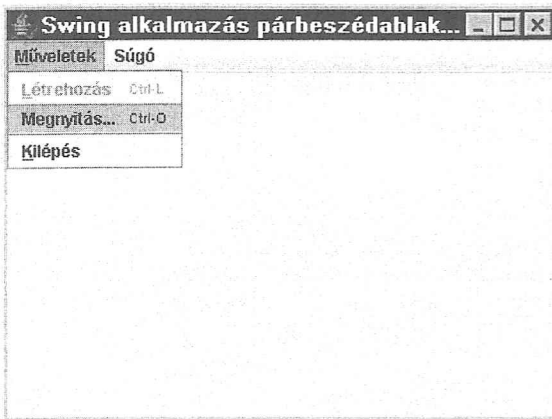 Swing alkalmazás párbeszédablak...
Műveletek Súgó
Létrehozás Ctrl-L
Megnyitás... Ctrl-O
Kilépés